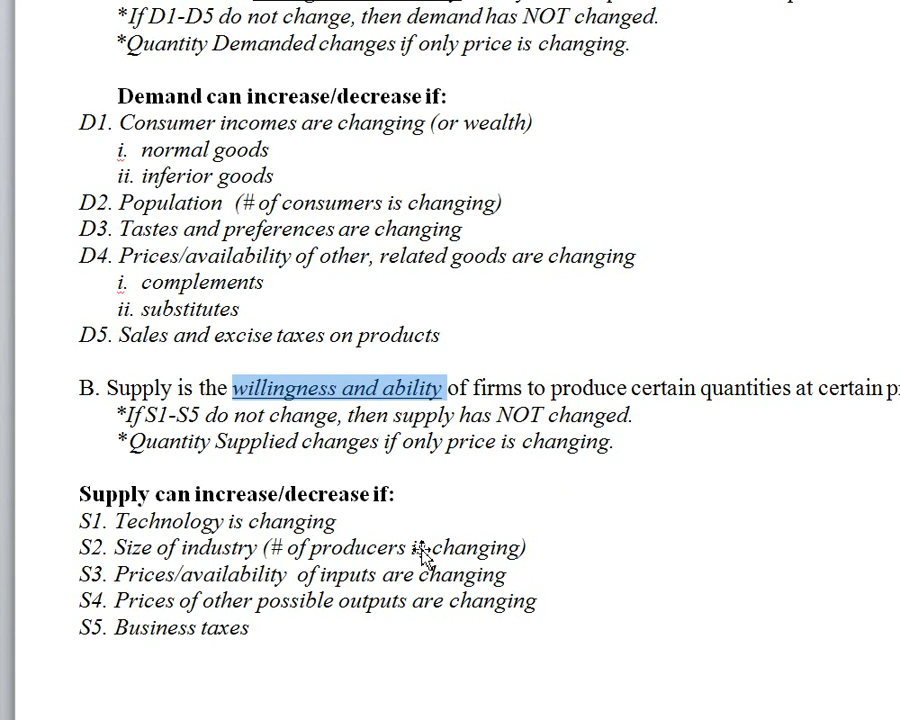 *If D1-D5 do not change, then demand has NOT changed.
*Quantity Demanded changes if only price is changing.
Demand can increase/decrease if:
D1. Consumer incomes are changing (or wealth)
i. normal goods
ii. inferior goods
D2. Population (# of consumers is changing)
D3. Tastes and preferences are changing
D4. Prices/availability of other, related goods are changing
i. complements
ii. substitutes
D5. Sales and excise taxes on products
B. Supply is the willingness and ability of firms to produce certain quantities at certain
*If S1-S5 do not change, then supply has NOT changed.
*Quantity Supplied changes if only price is changing.
Supply can increase/decrease if:
S1. Technology is changing
S2. Size of industry (# of producers is changing)
S3. Prices/availability of inputs are changing
S4. Prices of other possible outputs are changing
S5. Business taxes